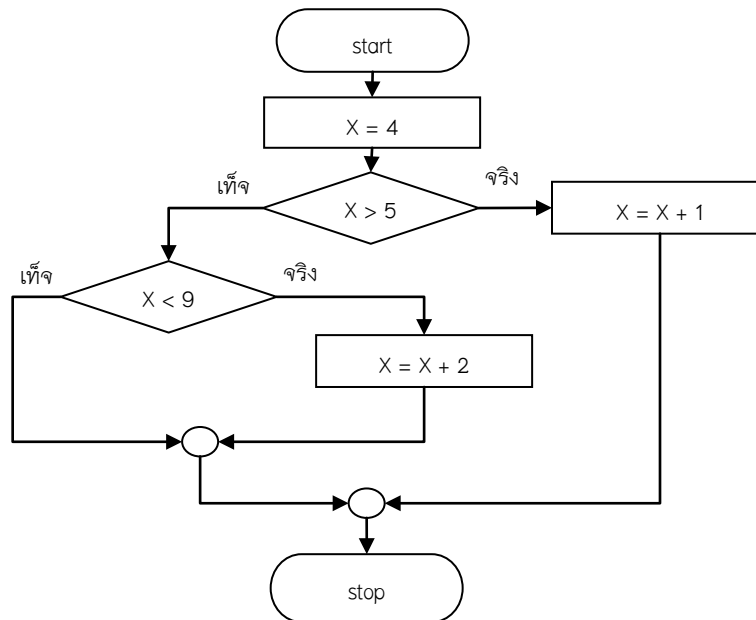 start
X = 4
เท็จ
จริง
X > 5
X = X + 1
เท็จ
จริง
X < 9
X = X + 2
stop